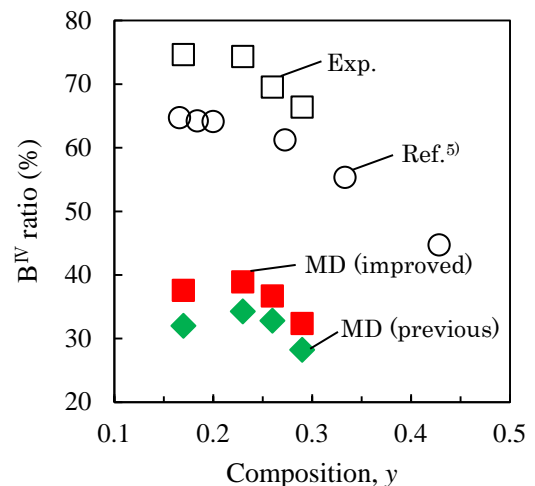 80
70
60
50
40
30
20
B^IV ratio (%)
Exp.
Ref.⁵⁾
MD (improved)
MD (previous)
0.1 0.2 0.3 0.4 0.5
Composition, y